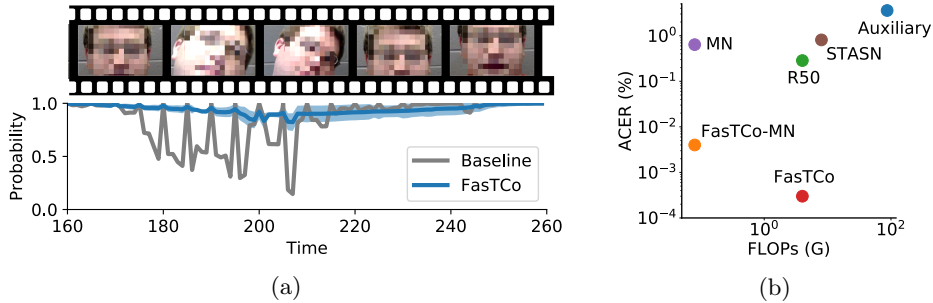 1.0
0.5
0.0
Probability
Baseline
FasTCo
160
180
200
220
240
260
Time
(a)
10⁰
10⁻¹
10⁻²
10⁻³
10⁻⁴
ACER (%)
Auxiliary
MN
STASN
R50
FasTCo-MN
FasTCo
10⁰
10²
FLOPs (G)
(b)